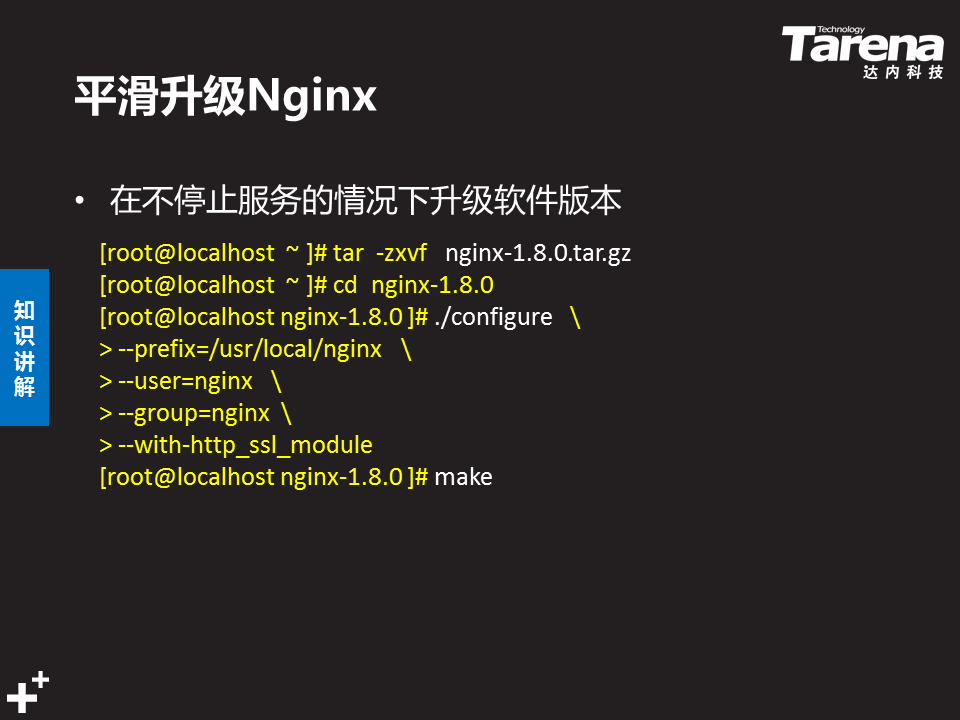 Technology
Tarena
达内科技
平滑升级Nginx
• 在不停止服务的情况下升级软件版本
[root@localhost ~ ]# tar -zxvf nginx-1.8.0.tar.gz
[root@localhost ~ ]# cd nginx-1.8.0
[root@localhost nginx-1.8.0 ]# ./configure \
> --prefix=/usr/local/nginx \
> --user=nginx \
> --group=nginx \
> --with-http_ssl_module
[root@localhost nginx-1.8.0 ]# make
知识讲解